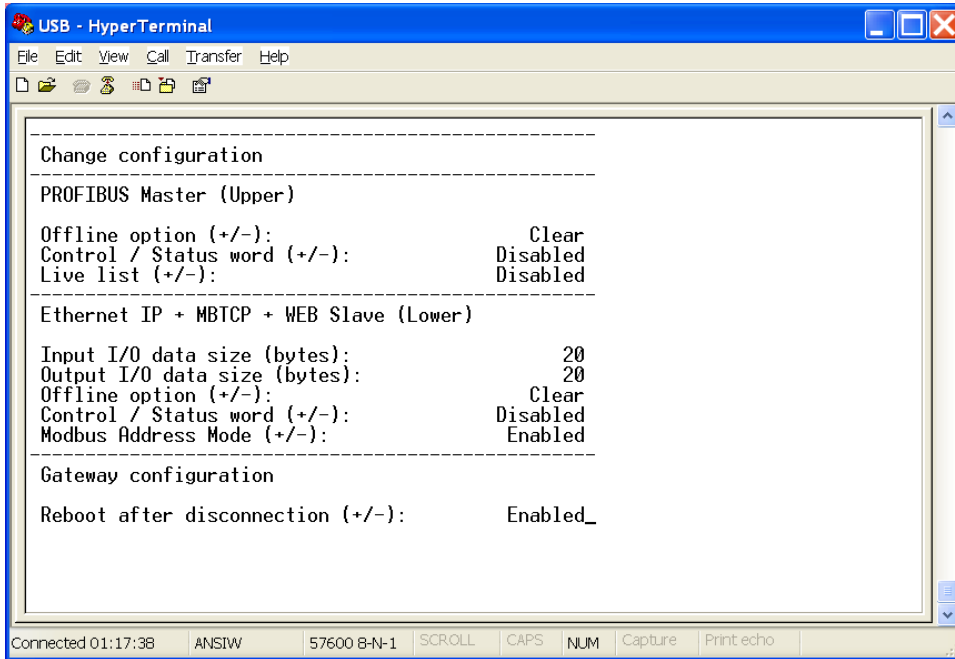 USB - HyperTerminal
File Edit View Call Transfer Help
------------------------------------------------------
Change configuration
------------------------------------------------------
PROFIBUS Master (Upper)
Offline option (+/-): Clear
Control / Status word (+/-): Disabled
Live list (+/-): Disabled
------------------------------------------------------
Ethernet IP + MBTCP + WEB Slave (Lower)
Input I/O data size (bytes): 20
Output I/O data size (bytes): 20
Offline option (+/-): Clear
Control / Status word (+/-): Disabled
Modbus Address Mode (+/-): Enabled
------------------------------------------------------
Gateway configuration
Reboot after disconnection (+/-): Enabled_
Connected 01:17:38 ANSIW 57600 8-N-1 SCROLL CAPS NUM Capture Print echo